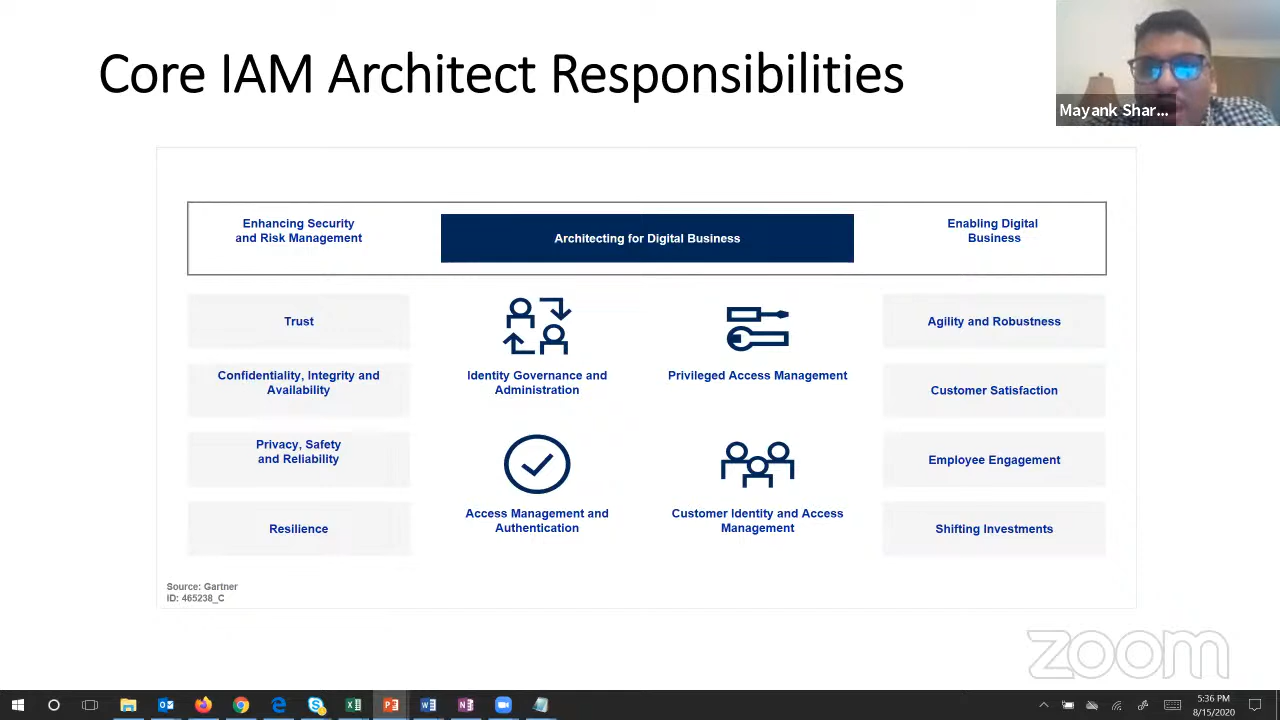 Core IAM Architect Responsibilities
Mayank Shar...
Enhancing Security
and Risk Management
Architecting for Digital Business
Enabling Digital
Business
Trust
Confidentiality, Integrity and
Availability
Privacy, Safety
and Reliability
Resilience
Identity Governance and
Administration
Privileged Access Management
Access Management and
Authentication
Customer Identity and Access
Management
Agility and Robustness
Customer Satisfaction
Employee Engagement
Shifting Investments
Source: Gartner
ID: 465238_C
zoom
5:36 PM
8/15/2020